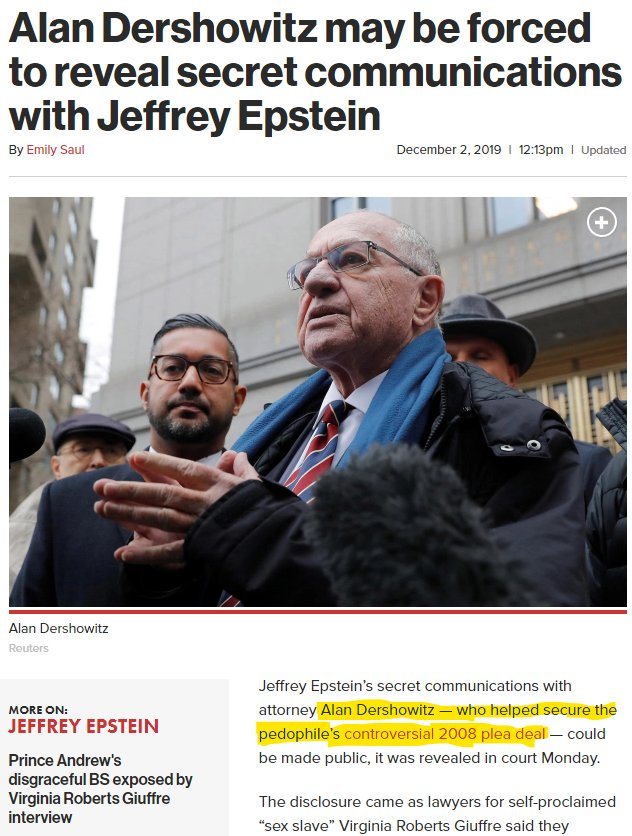 Alan Dershowitz may be forced
to reveal secret communications
with Jeffrey Epstein
By Emily Saul
December 2, 2019 | 12:13pm | Updated
Alan Dershowitz
Reuters
MORE ON:
JEFFREY EPSTEIN
Prince Andrew's
disgraceful BS exposed by
Virginia Roberts Giuffre
interview
Jeffrey Epstein’s secret communications with
attorney Alan Dershowitz — who helped secure the
pedophile’s controversial 2008 plea deal — could
be made public, it was revealed in court Monday.
The disclosure came as lawyers for self-proclaimed
“sex slave” Virginia Roberts Giuffre said they